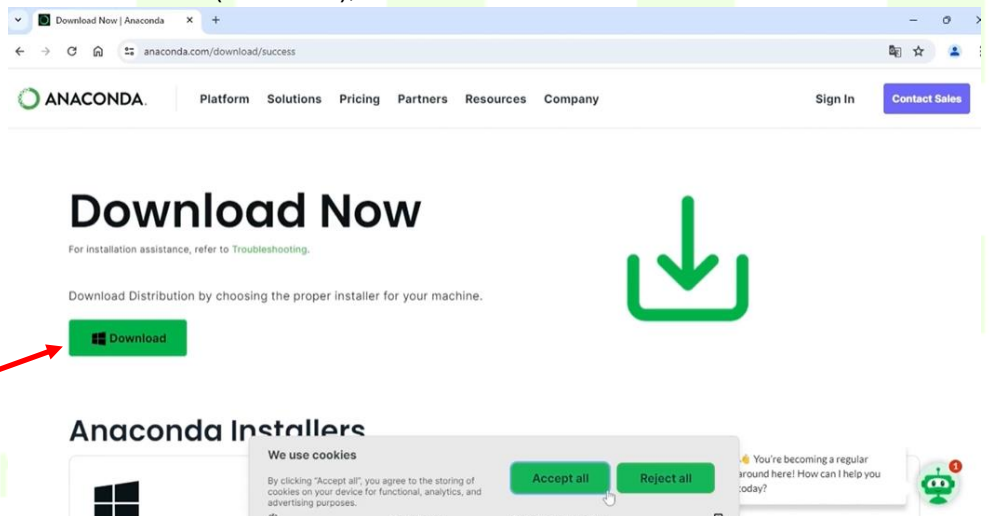 Download Now | Anaconda
anaconda.com/download/success
ANACONDA.
Platform Solutions Pricing Partners Resources Company Sign In Contact Sales
Download Now
For installation assistance, refer to Troubleshooting.
Download Distribution by choosing the proper installer for your machine.
Download
Anaconda Installers
We use cookies
By clicking "Accept all", you agree to the storing of
cookies on your device for functional, analytics, and
advertising purposes.
Accept all Reject all
You're becoming a regular
around here! How can I help you
today?
1